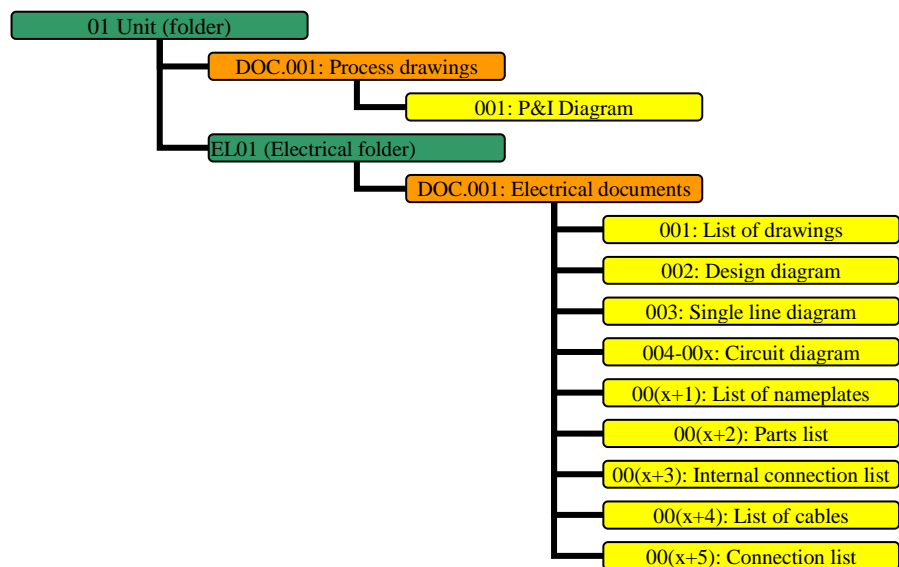 01 Unit (folder)
DOC.001: Process drawings
001: P&I Diagram
EL01 (Electrical folder)
DOC.001: Electrical documents
001: List of drawings
002: Design diagram
003: Single line diagram
004-00x: Circuit diagram
00(x+1): List of nameplates
00(x+2): Parts list
00(x+3): Internal connection list
00(x+4): List of cables
00(x+5): Connection list